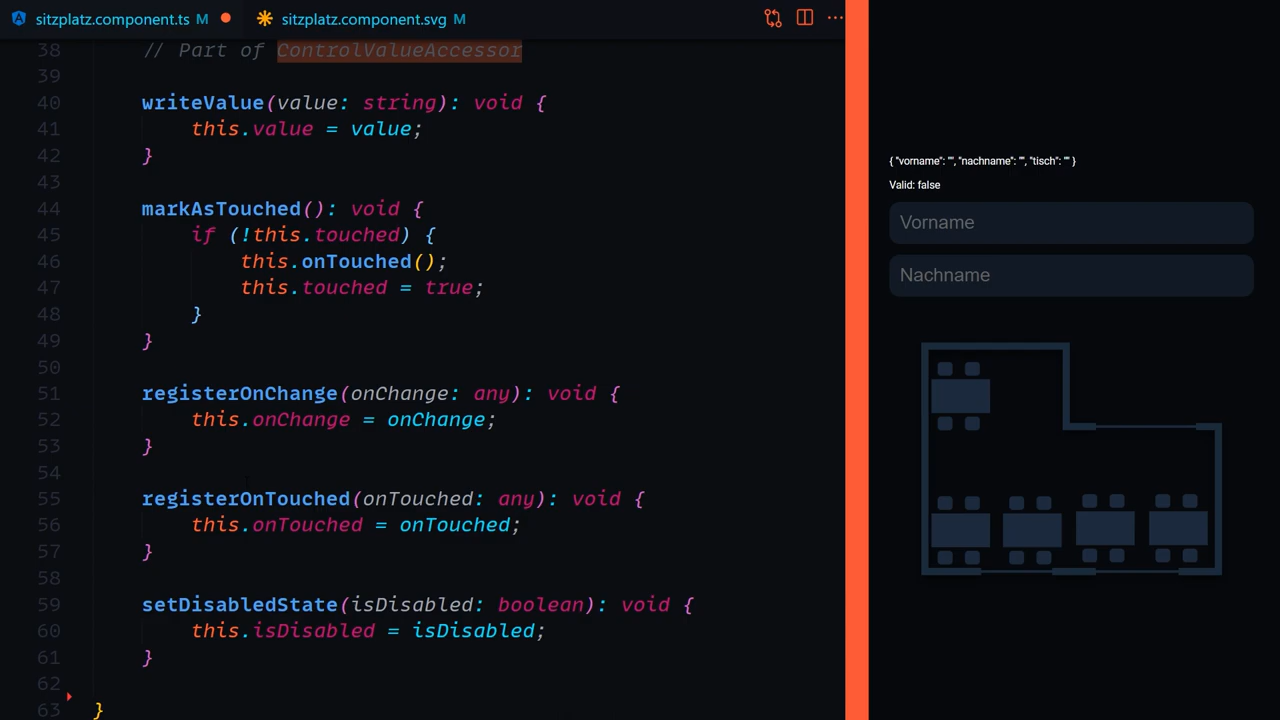 sitzplatz.component.ts M
sitzplatz.component.svg M
38 // Part of ControlValueAccessor
39
40 writeValue(value: string): void {
41 this.value = value;
42 }
43
44 markAsTouched(): void {
45 if (!this.touched) {
46 this.onTouched();
47 this.touched = true;
48 }
49 }
50
51 registerOnChange(onChange: any): void {
52 this.onChange = onChange;
53 }
54
55 registerOnTouched(onTouched: any): void {
56 this.onTouched = onTouched;
57 }
58
59 setDisabledState(isDisabled: boolean): void {
60 this.isDisabled = isDisabled;
61 }
62
63 }
{ "vorname": "", "nachname": "", "tisch": "" }
Valid: false
Vorname
Nachname